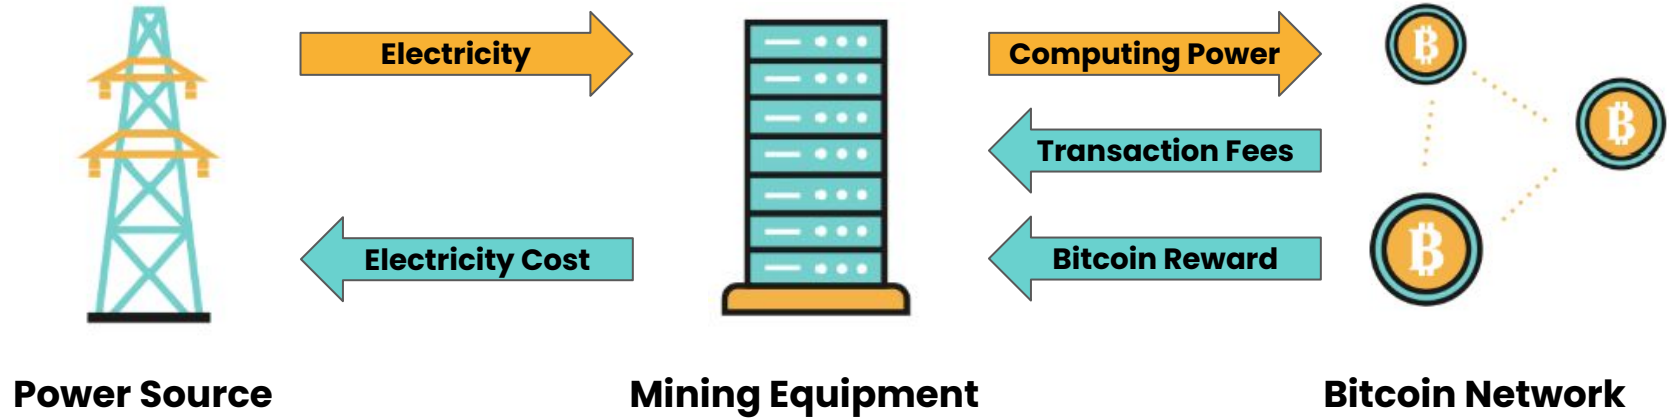 Electricity
Computing Power
Transaction Fees
Electricity Cost
Bitcoin Reward
Power Source
Mining Equipment
Bitcoin Network